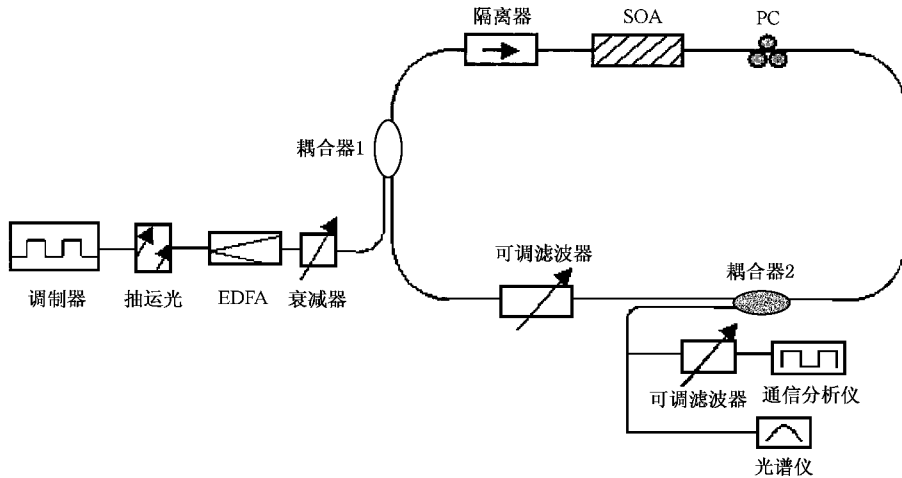 隔离器
SOA
PC
耦合器1
调制器
抽运光
EDFA
衰减器
可调滤波器
耦合器2
可调滤波器
通信分析仪
光谱仪